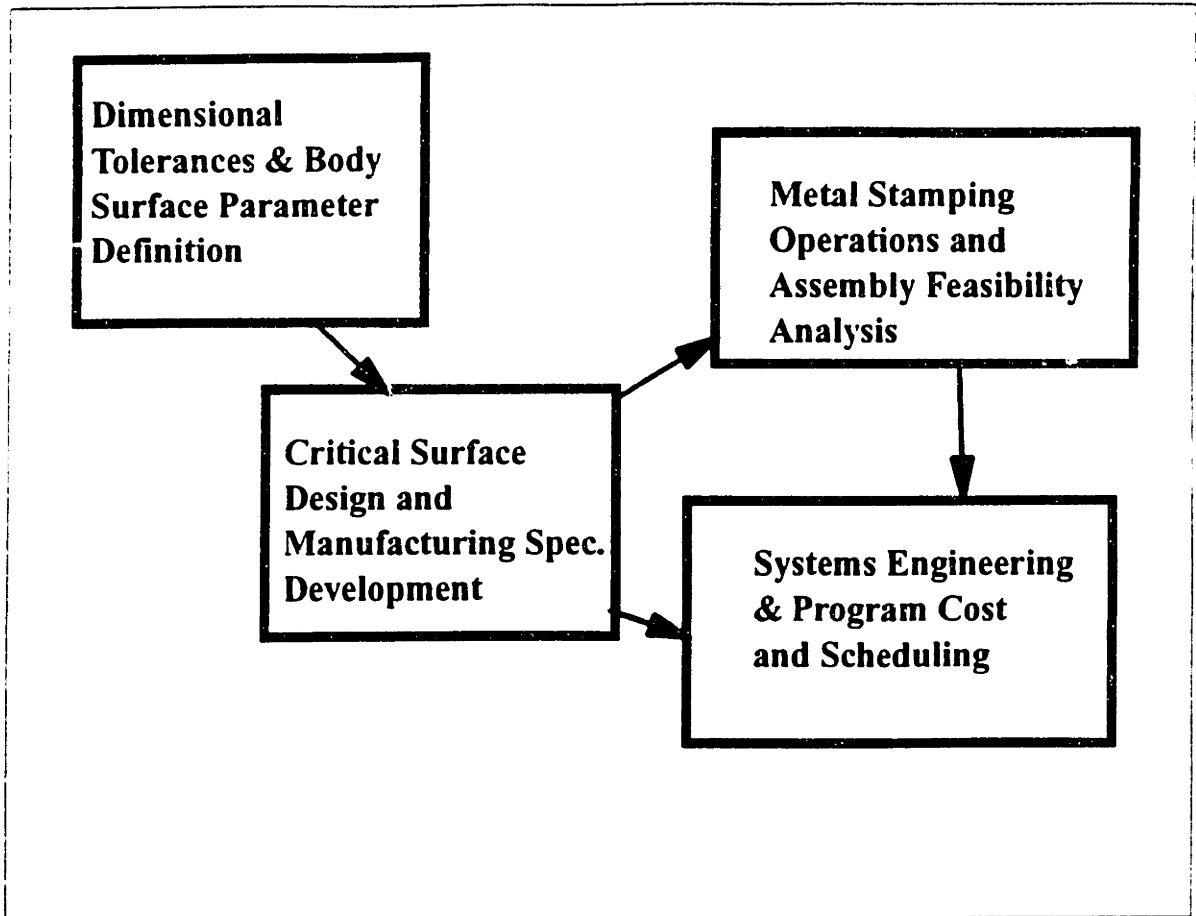 Dimensional
Tolerances & Body
Surface Parameter
Definition
Metal Stamping
Operations and
Assembly Feasibility
Analysis
Critical Surface
Design and
Manufacturing Spec.
Development
Systems Engineering
& Program Cost
and Scheduling